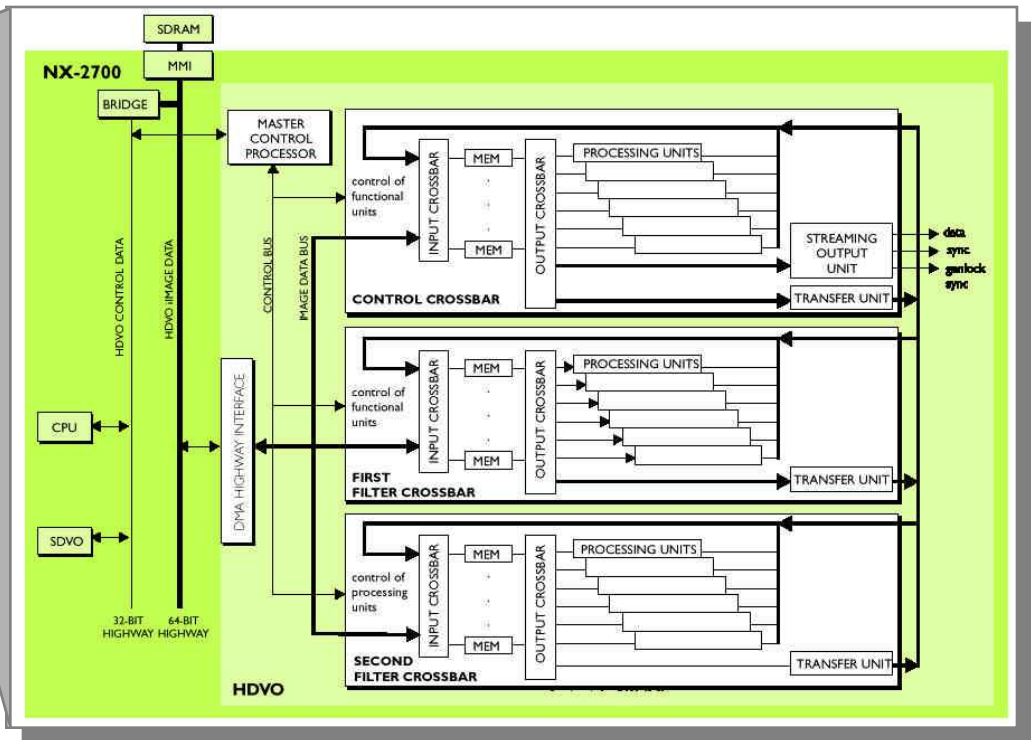 SDRAM
NX-2700
MMI
BRIDGE
MASTER
CONTROL
PROCESSOR
HDVO CONTROL DATA
HDVO iIMAGE DATA
CONTROL BUS
IMAGE DATA BUS
control of
functional
units
INPUT CROSSBAR
MEM
MEM
OUTPUT CROSSBAR
PROCESSING UNITS
STREAMING
OUTPUT
UNIT
data
sync
genlock
sync
TRANSFER UNIT
CONTROL CROSSBAR
DMA HIGHWAY INTERFACE
control of
functional
units
INPUT CROSSBAR
MEM
MEM
OUTPUT CROSSBAR
PROCESSING UNITS
TRANSFER UNIT
FIRST
FILTER CROSSBAR
CPU
SDVO
control of
processing
units
INPUT CROSSBAR
MEM
MEM
OUTPUT CROSSBAR
PROCESSING UNITS
TRANSFER UNIT
SECOND
FILTER CROSSBAR
32-BIT
HIGHWAY
64-BIT
HIGHWAY
HDVO